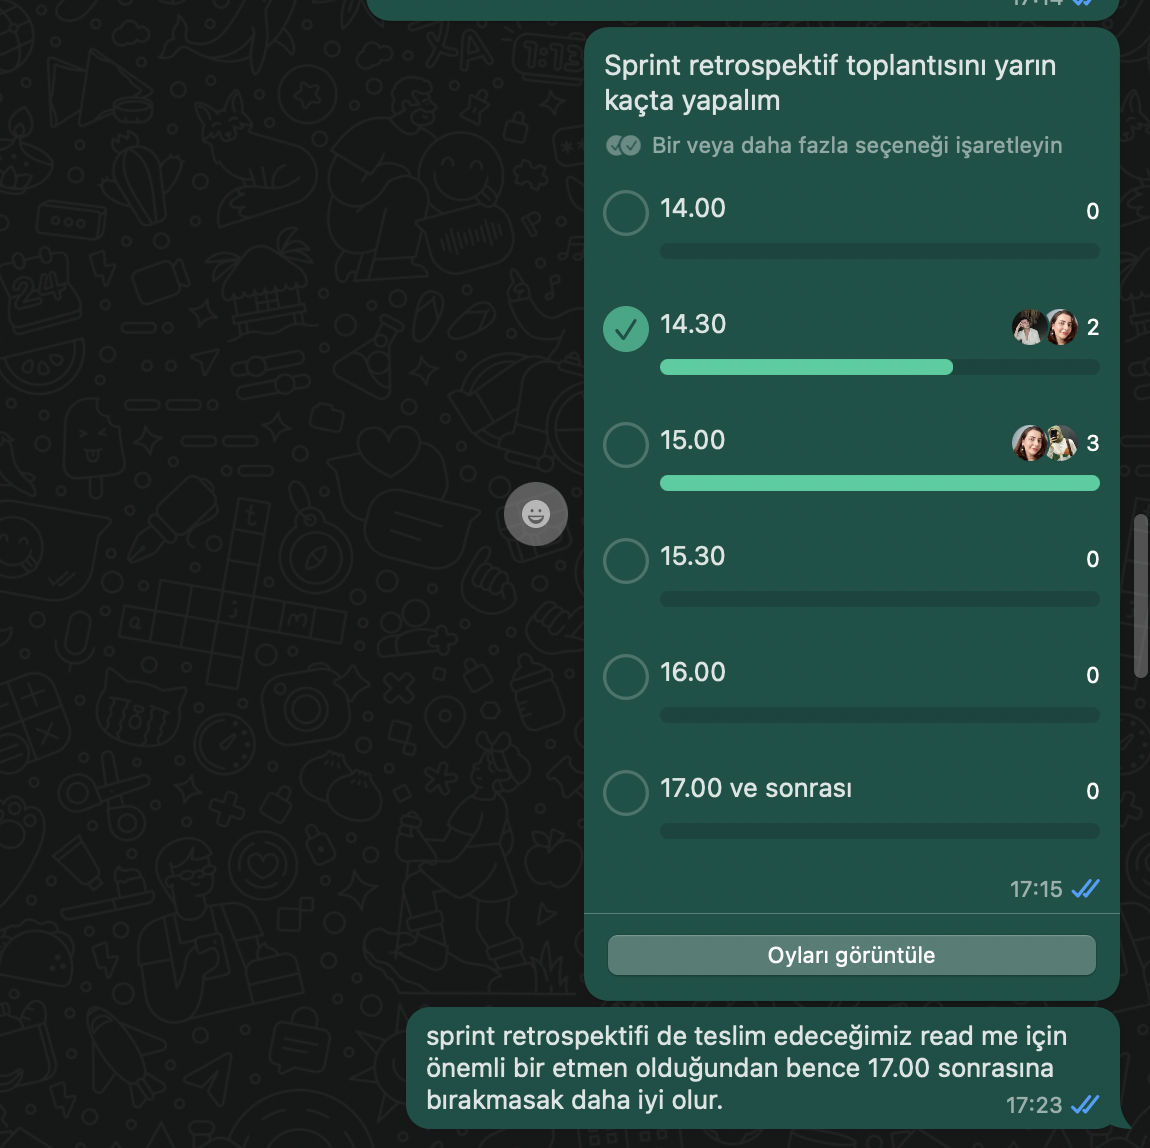 17:14
Sprint retrospektif toplantısını yarın
kaçta yapalım
Bir veya daha fazla seçeneği işaretleyin
14.00
0
14.30
2
15.00
3
15.30
0
16.00
0
17.00 ve sonrası
0
17:15
Oyları görüntüle
sprint retrospektifi de teslim edeceğimiz read me için
önemli bir etmen olduğundan bence 17.00 sonrasına
bırakmasak daha iyi olur.
17:23